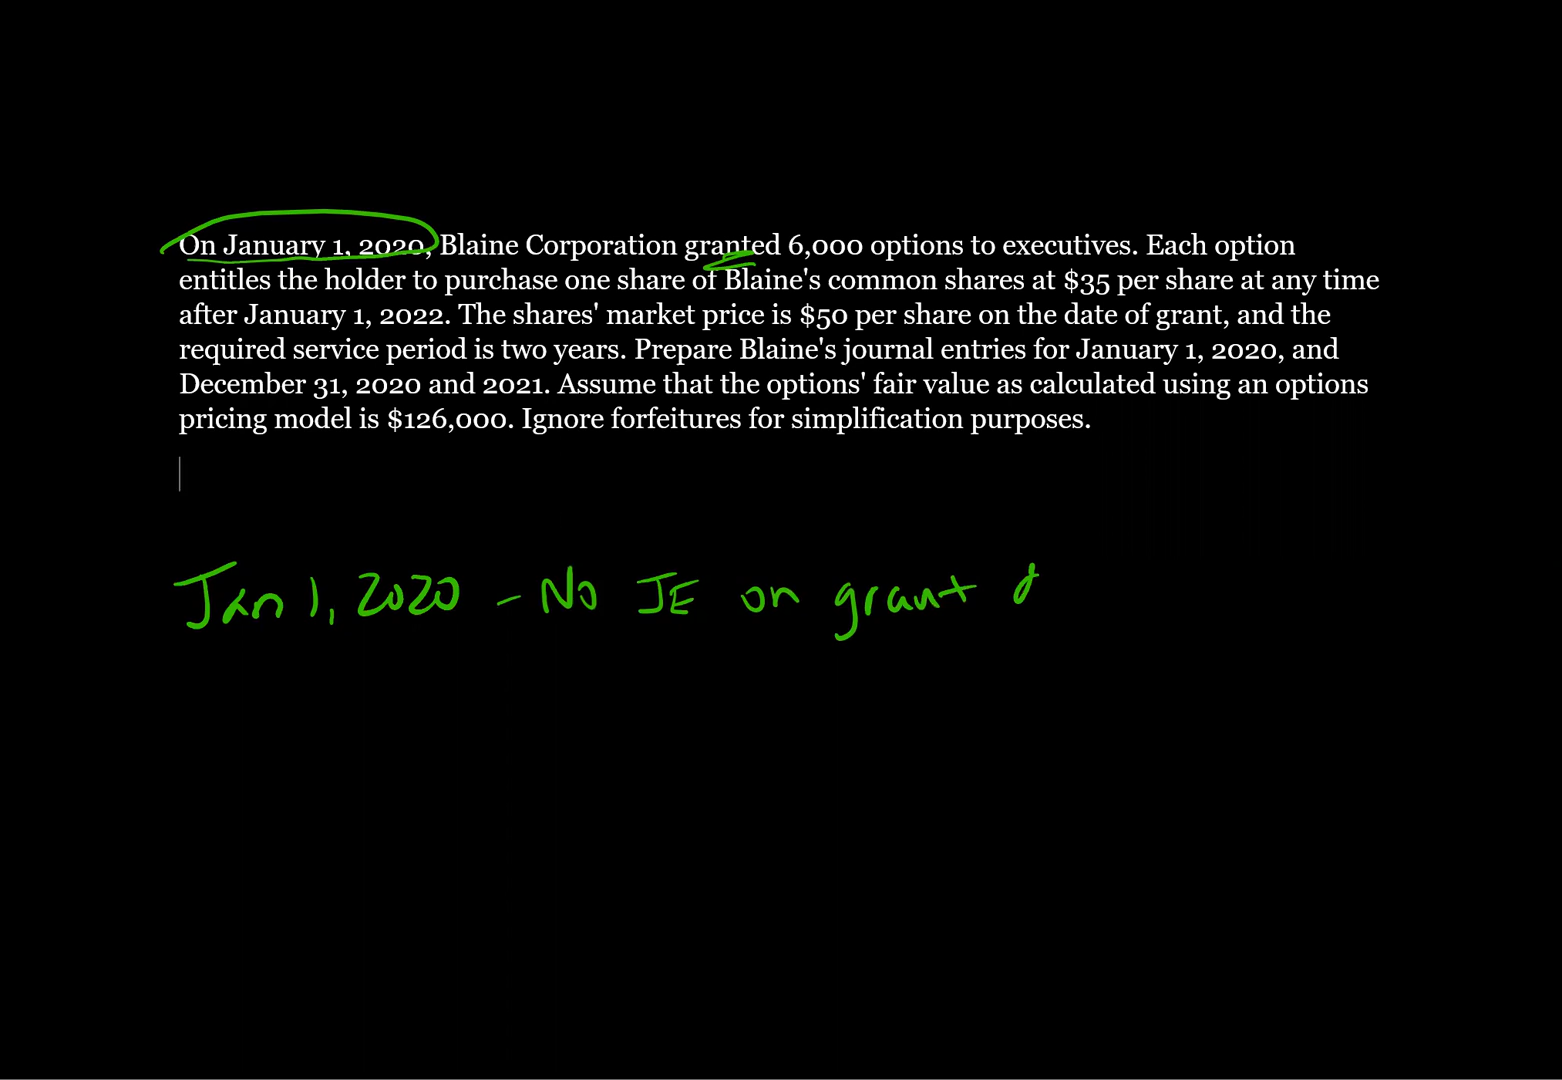 On January 1, 2020, Blaine Corporation granted 6,000 options to executives. Each option
entitles the holder to purchase one share of Blaine's common shares at $35 per share at any time
after January 1, 2022. The shares' market price is $50 per share on the date of grant, and the
required service period is two years. Prepare Blaine's journal entries for January 1, 2020, and
December 31, 2020 and 2021. Assume that the options' fair value as calculated using an options
pricing model is $126,000. Ignore forfeitures for simplification purposes.
Jan 1, 2020 - No JE on grant d